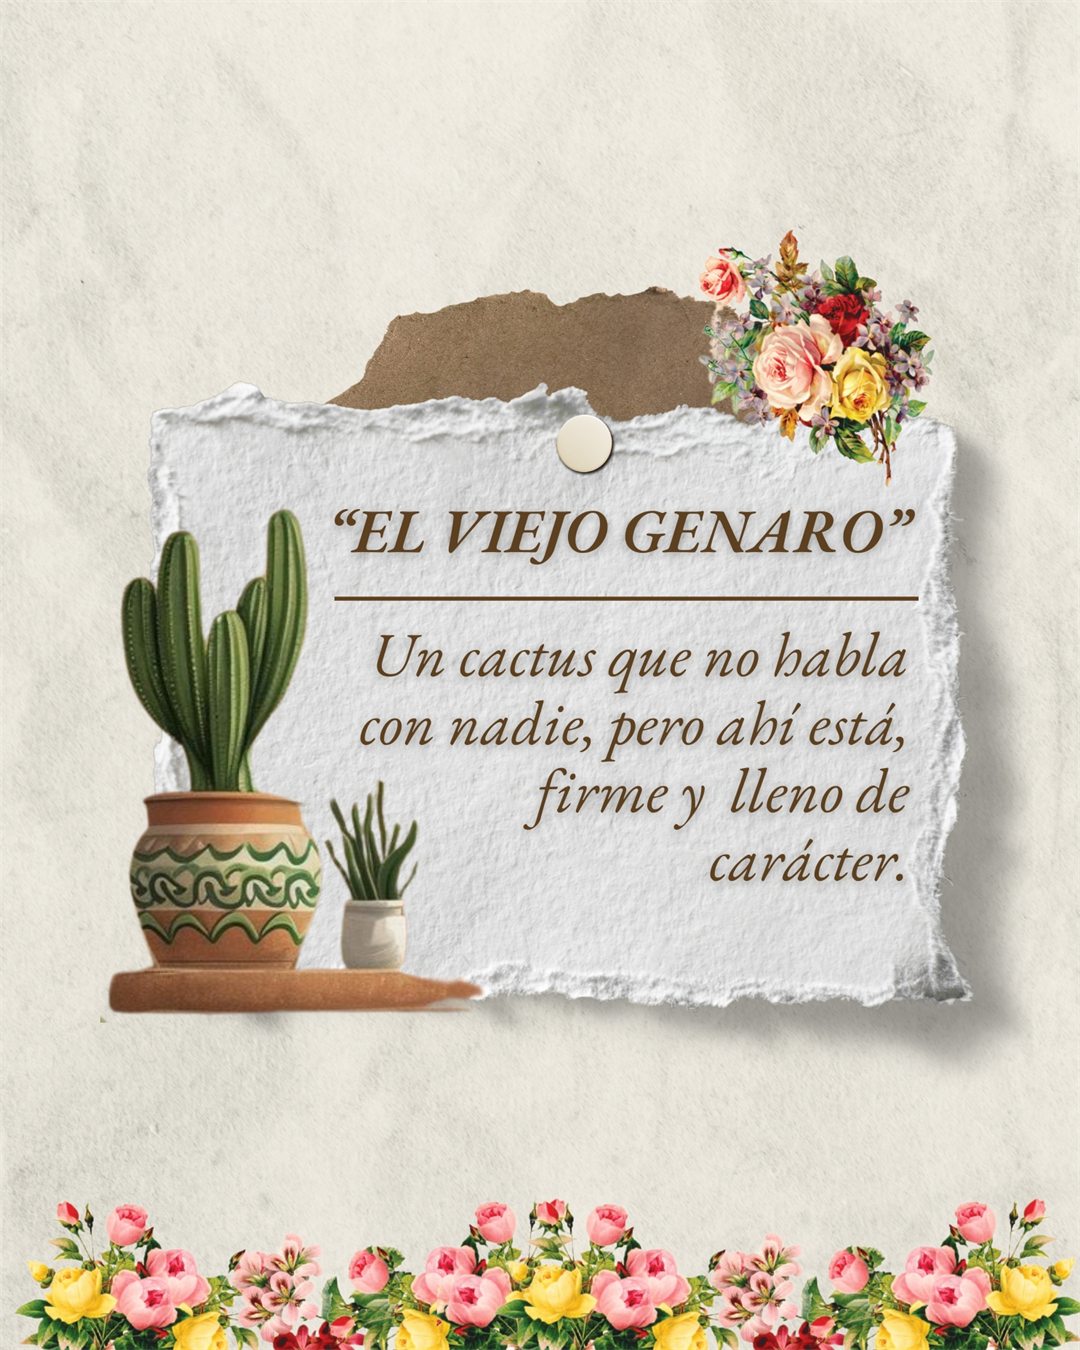 “EL VIEJO GENARO”
Un cactus que no habla
con nadie, pero ahí está,
firme y  lleno de
carácter.